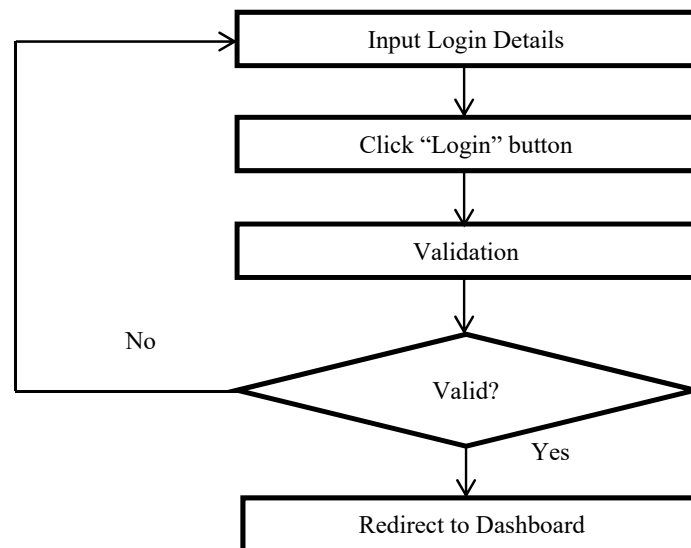 Input Login Details
Click “Login” button
Validation
No
Valid?
Yes
Redirect to Dashboard